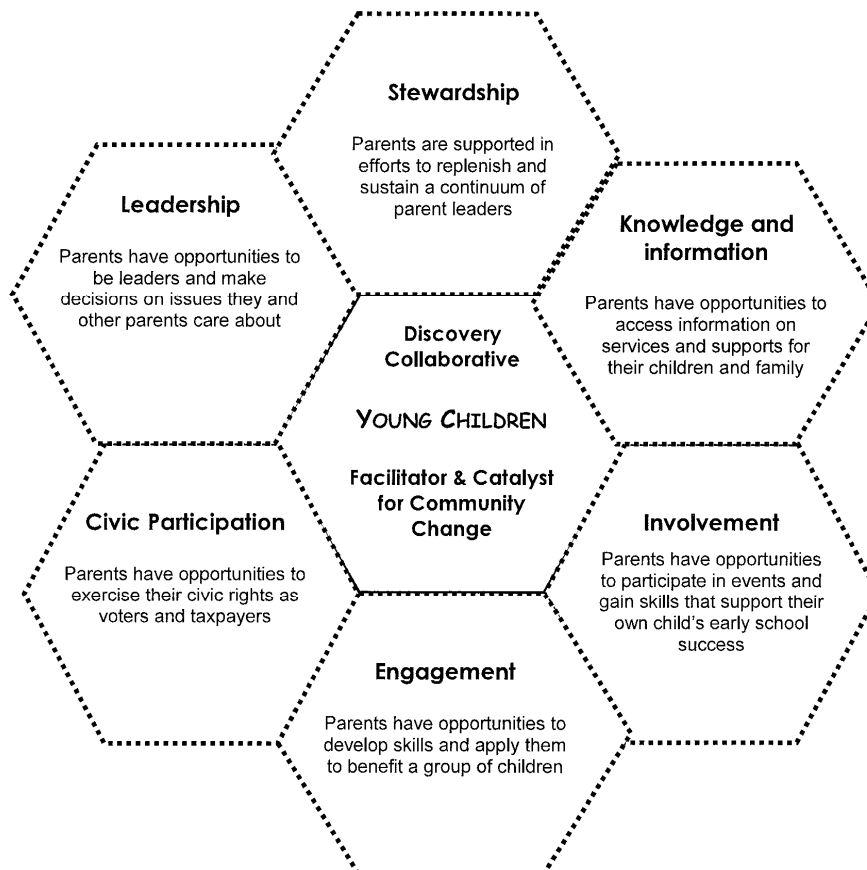 Stewardship
Parents are supported in
efforts to replenish and
sustain a continuum of
parent leaders
Leadership
Parents have opportunities to
be leaders and make
decisions on issues they and
other parents care about
Knowledge and
information
Parents have opportunities to
access information on
services and supports for
their children and family
Discovery
Collaborative
YOUNG CHILDREN
Facilitator & Catalyst
for Community
Change
Civic Participation
Parents have opportunities to
exercise their civic rights as
voters and taxpayers
Involvement
Parents have opportunities
to participate in events and
gain skills that support their
own child's early school
success
Engagement
Parents have opportunities to
develop skills and apply them
to benefit a group of children